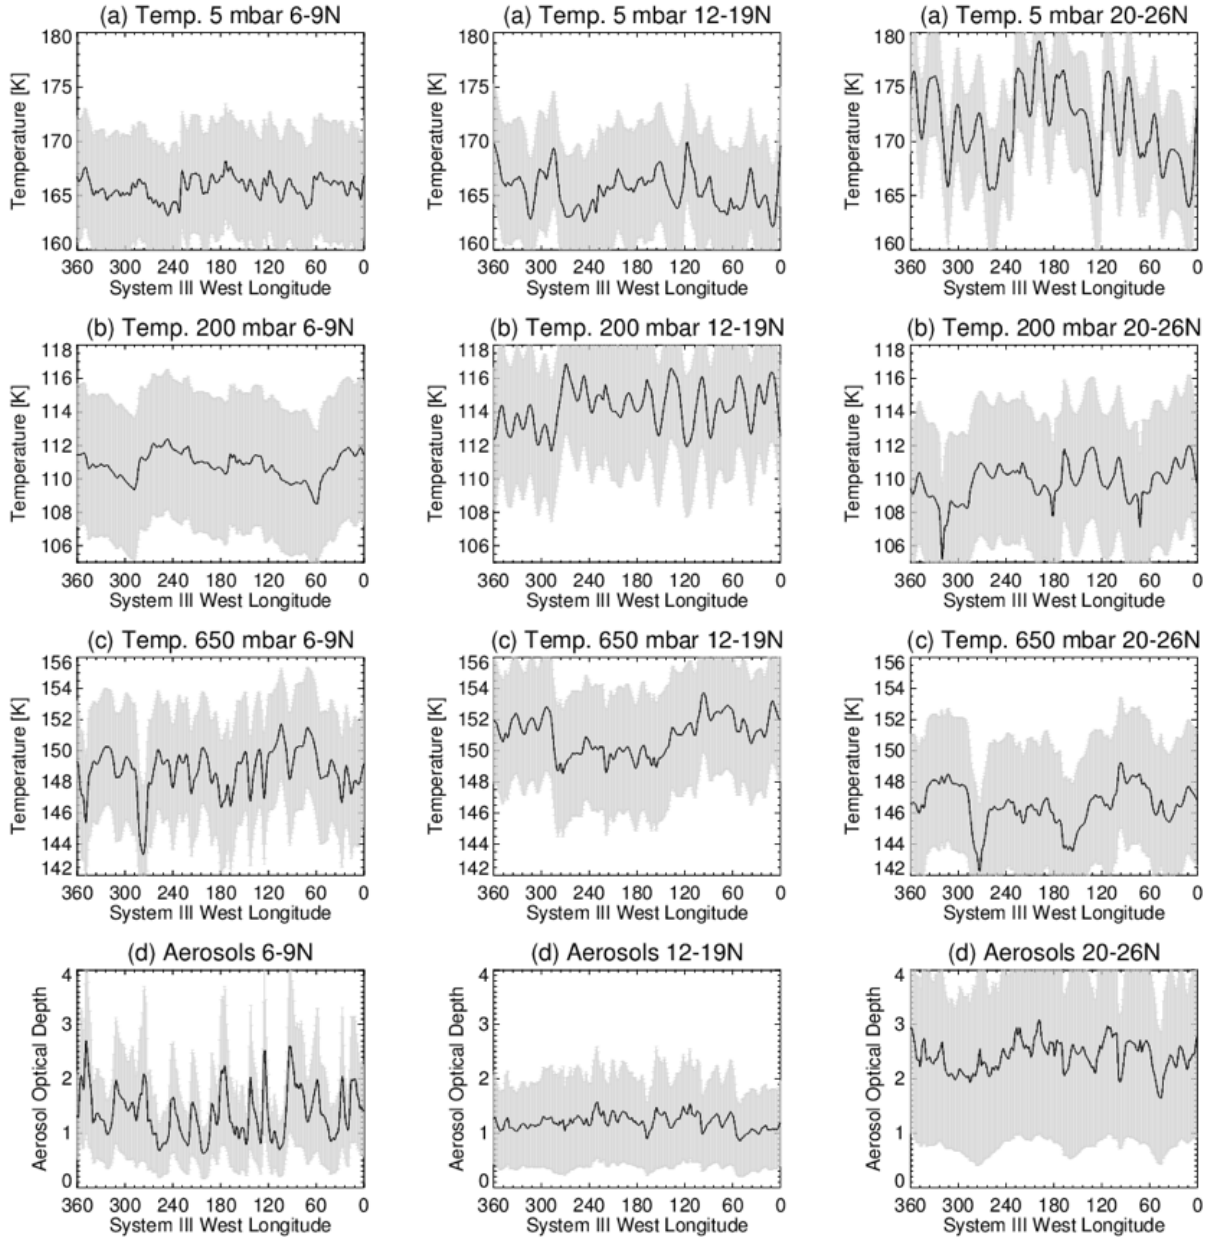 (a) Temp. 5 mbar 6-9N
180
175
170
165
160
Temperature [K]
360 300 240 180 120 60 0
System III West Longitude
(a) Temp. 5 mbar 12-19N
180
175
170
165
160
Temperature [K]
360 300 240 180 120 60 0
System III West Longitude
(a) Temp. 5 mbar 20-26N
180
175
170
165
160
Temperature [K]
360 300 240 180 120 60 0
System III West Longitude
(b) Temp. 200 mbar 6-9N
118
116
114
112
110
108
106
Temperature [K]
360 300 240 180 120 60 0
System III West Longitude
(b) Temp. 200 mbar 12-19N
118
116
114
112
110
108
106
Temperature [K]
360 300 240 180 120 60 0
System III West Longitude
(b) Temp. 200 mbar 20-26N
118
116
114
112
110
108
106
Temperature [K]
360 300 240 180 120 60 0
System III West Longitude
(c) Temp. 650 mbar 6-9N
156
154
152
150
148
146
144
142
Temperature [K]
360 300 240 180 120 60 0
System III West Longitude
(c) Temp. 650 mbar 12-19N
156
154
152
150
148
146
144
142
Temperature [K]
360 300 240 180 120 60 0
System III West Longitude
(c) Temp. 650 mbar 20-26N
156
154
152
150
148
146
144
142
Temperature [K]
360 300 240 180 120 60 0
System III West Longitude
(d) Aerosols 6-9N
4
3
2
1
0
Aerosol Optical Depth
360 300 240 180 120 60 0
System III West Longitude
(d) Aerosols 12-19N
4
3
2
1
0
Aerosol Optical Depth
360 300 240 180 120 60 0
System III West Longitude
(d) Aerosols 20-26N
4
3
2
1
0
Aerosol Optical Depth
360 300 240 180 120 60 0
System III West Longitude